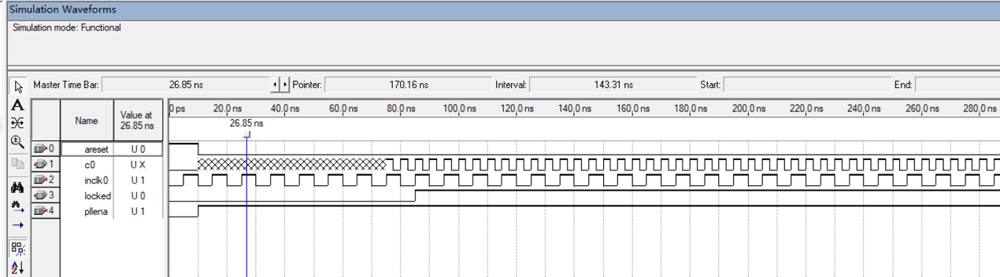 Simulation Waveforms
Simulation mode: Functional
Master Time Bar: 26.85 ns Pointer: 170.16 ns Interval: 143.31 ns Start: End:
Name Value at 26.85 ns 0 ps 20.0 ns 40.0 ns 60.0 ns 80.0 ns 100.0 ns 120.0 ns 140.0 ns 160.0 ns 180.0 ns 200.0 ns 220.0 ns 240.0 ns 260.0 ns 280.0 ns
26.85 ns
0 areset U 0
1 c0 U X
2 inclk0 U 1
3 locked U 0
4 pllena U 1